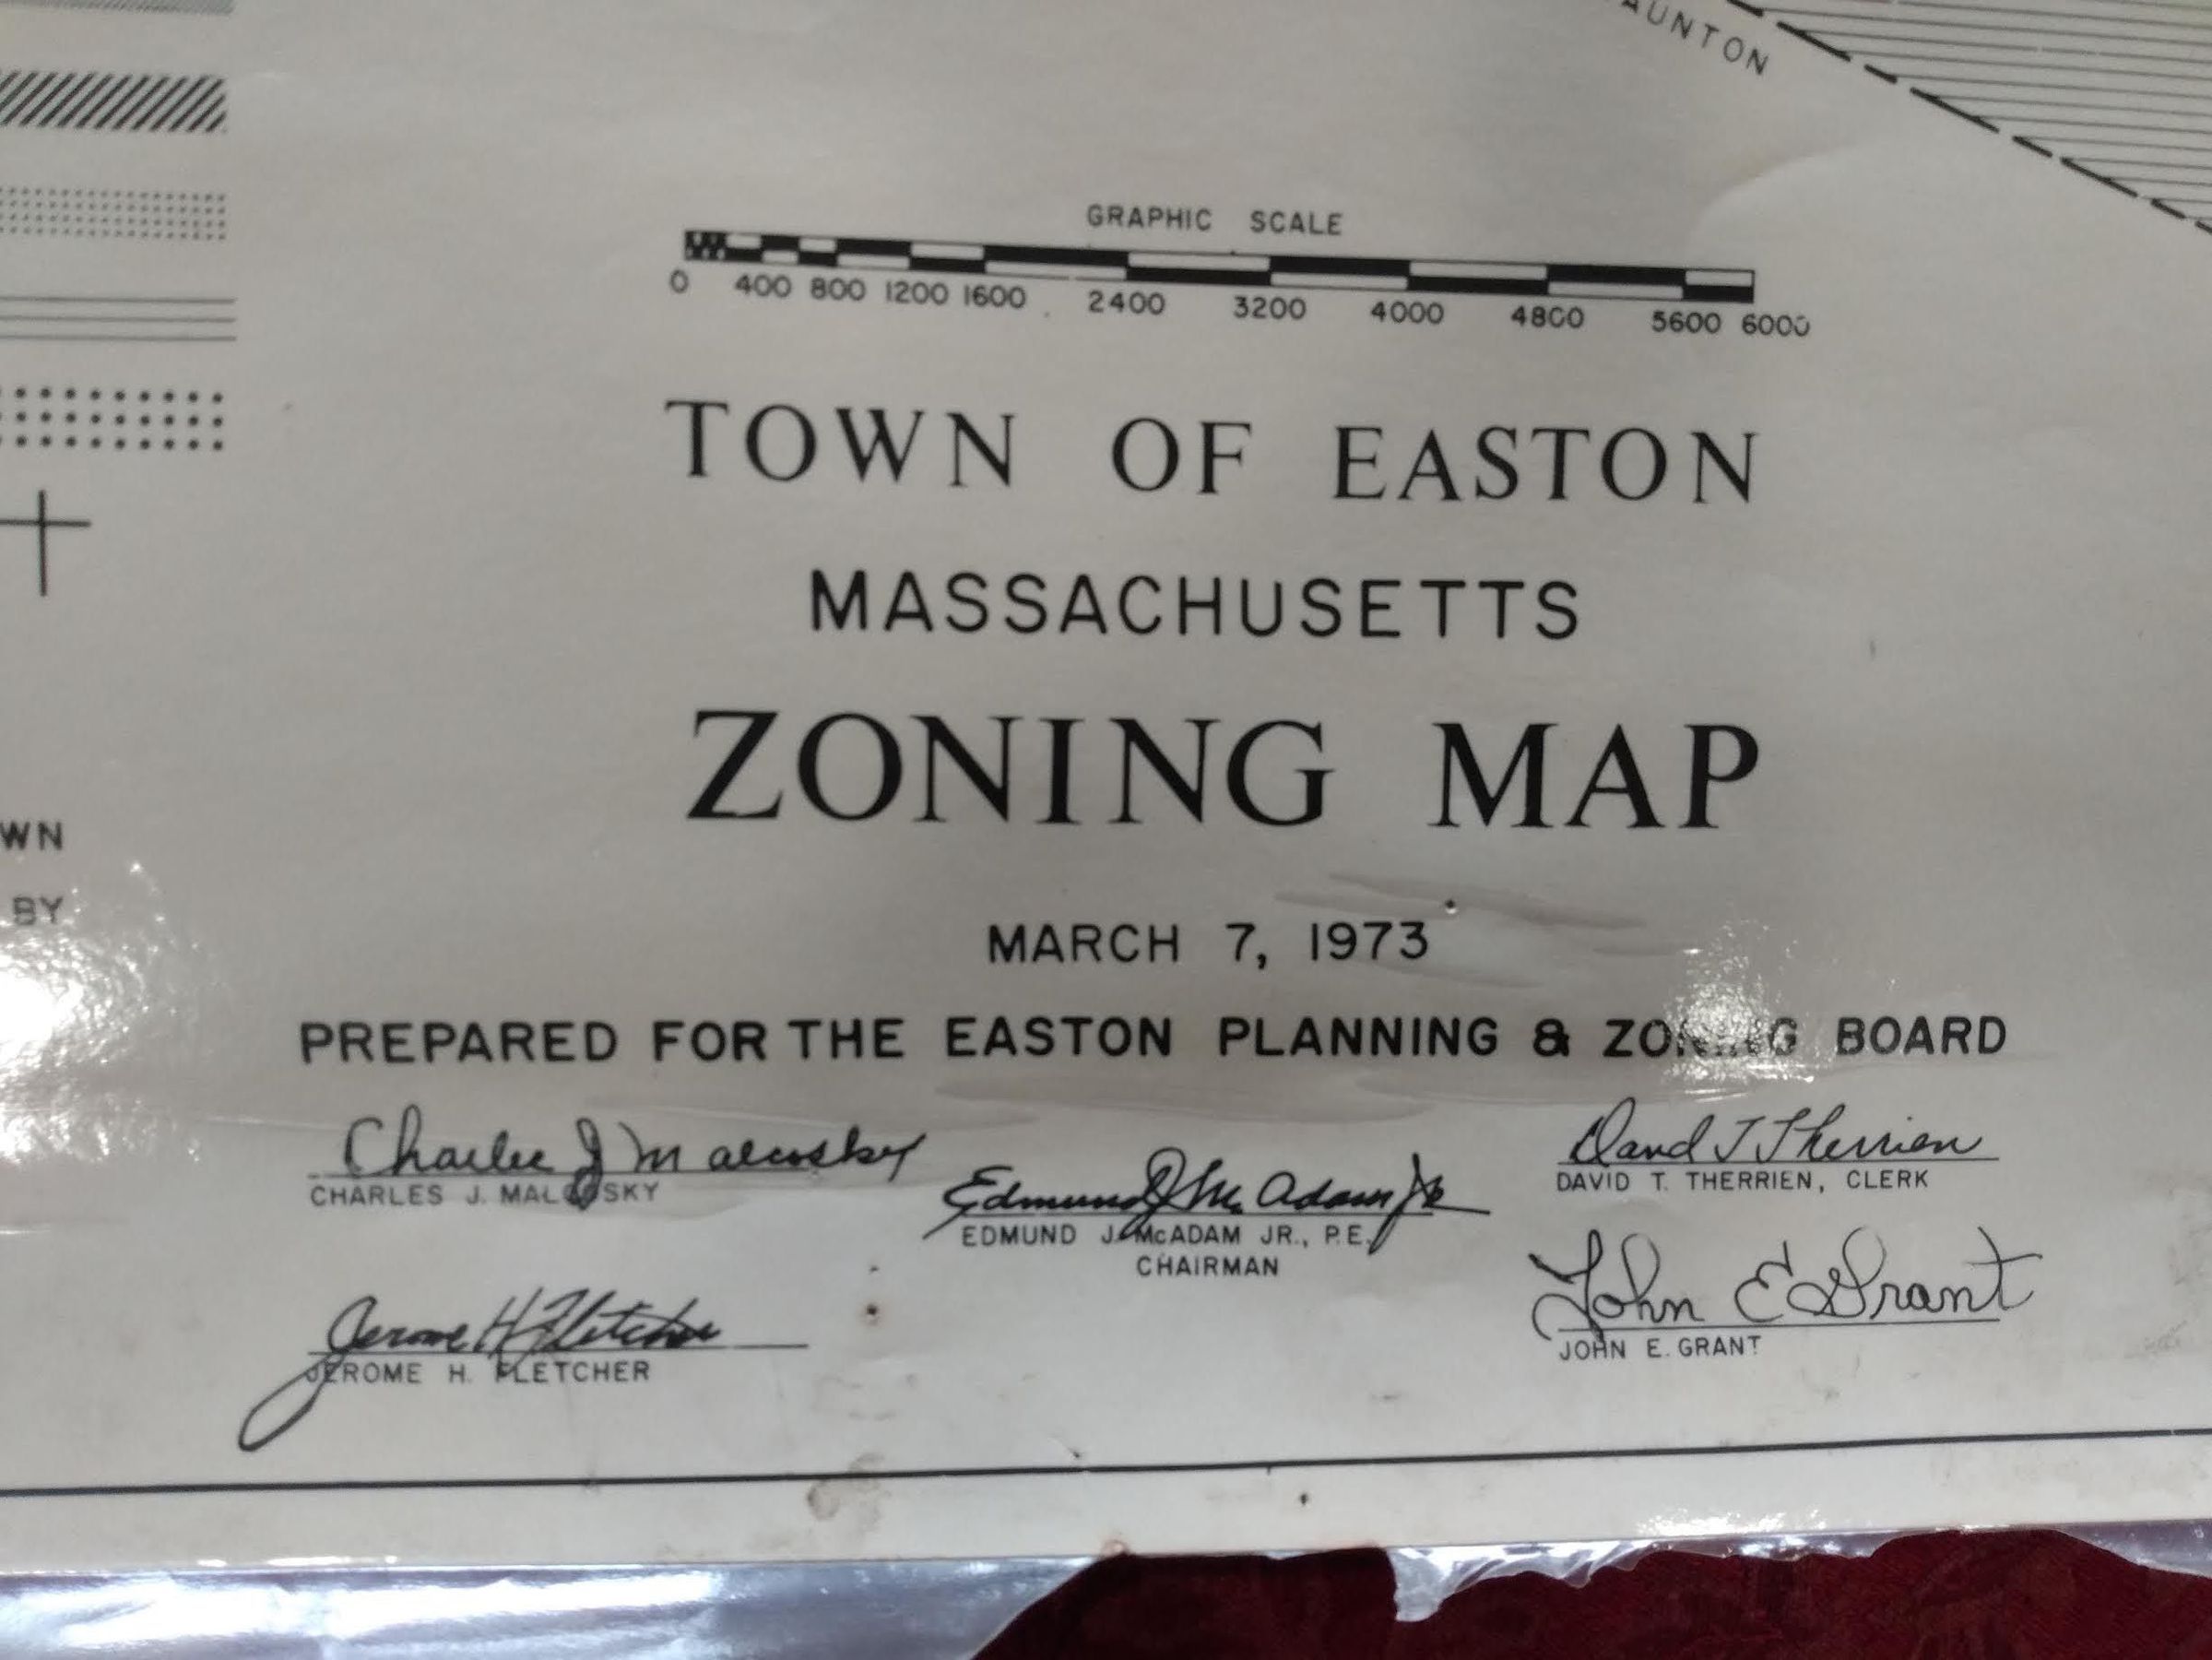 GRAPHIC SCALE
0 400 800 1200 1600 2400 3200 4000 4800 5600 6000
TOWN OF EASTON
MASSACHUSETTS
ZONING MAP
MARCH 7, 1973
PREPARED FOR THE EASTON PLANNING & ZONING BOARD
WN
BY
AUNTON
Charles J Malcosky
CHARLES J. MALCOSKY
Edmund J Mc Adam Jr
EDMUND J. McADAM JR., P.E.
CHAIRMAN
David T Therrien
DAVID T. THERRIEN, CLERK
Jerome H Fletcher
JEROME H. FLETCHER
John E Grant
JOHN E. GRANT